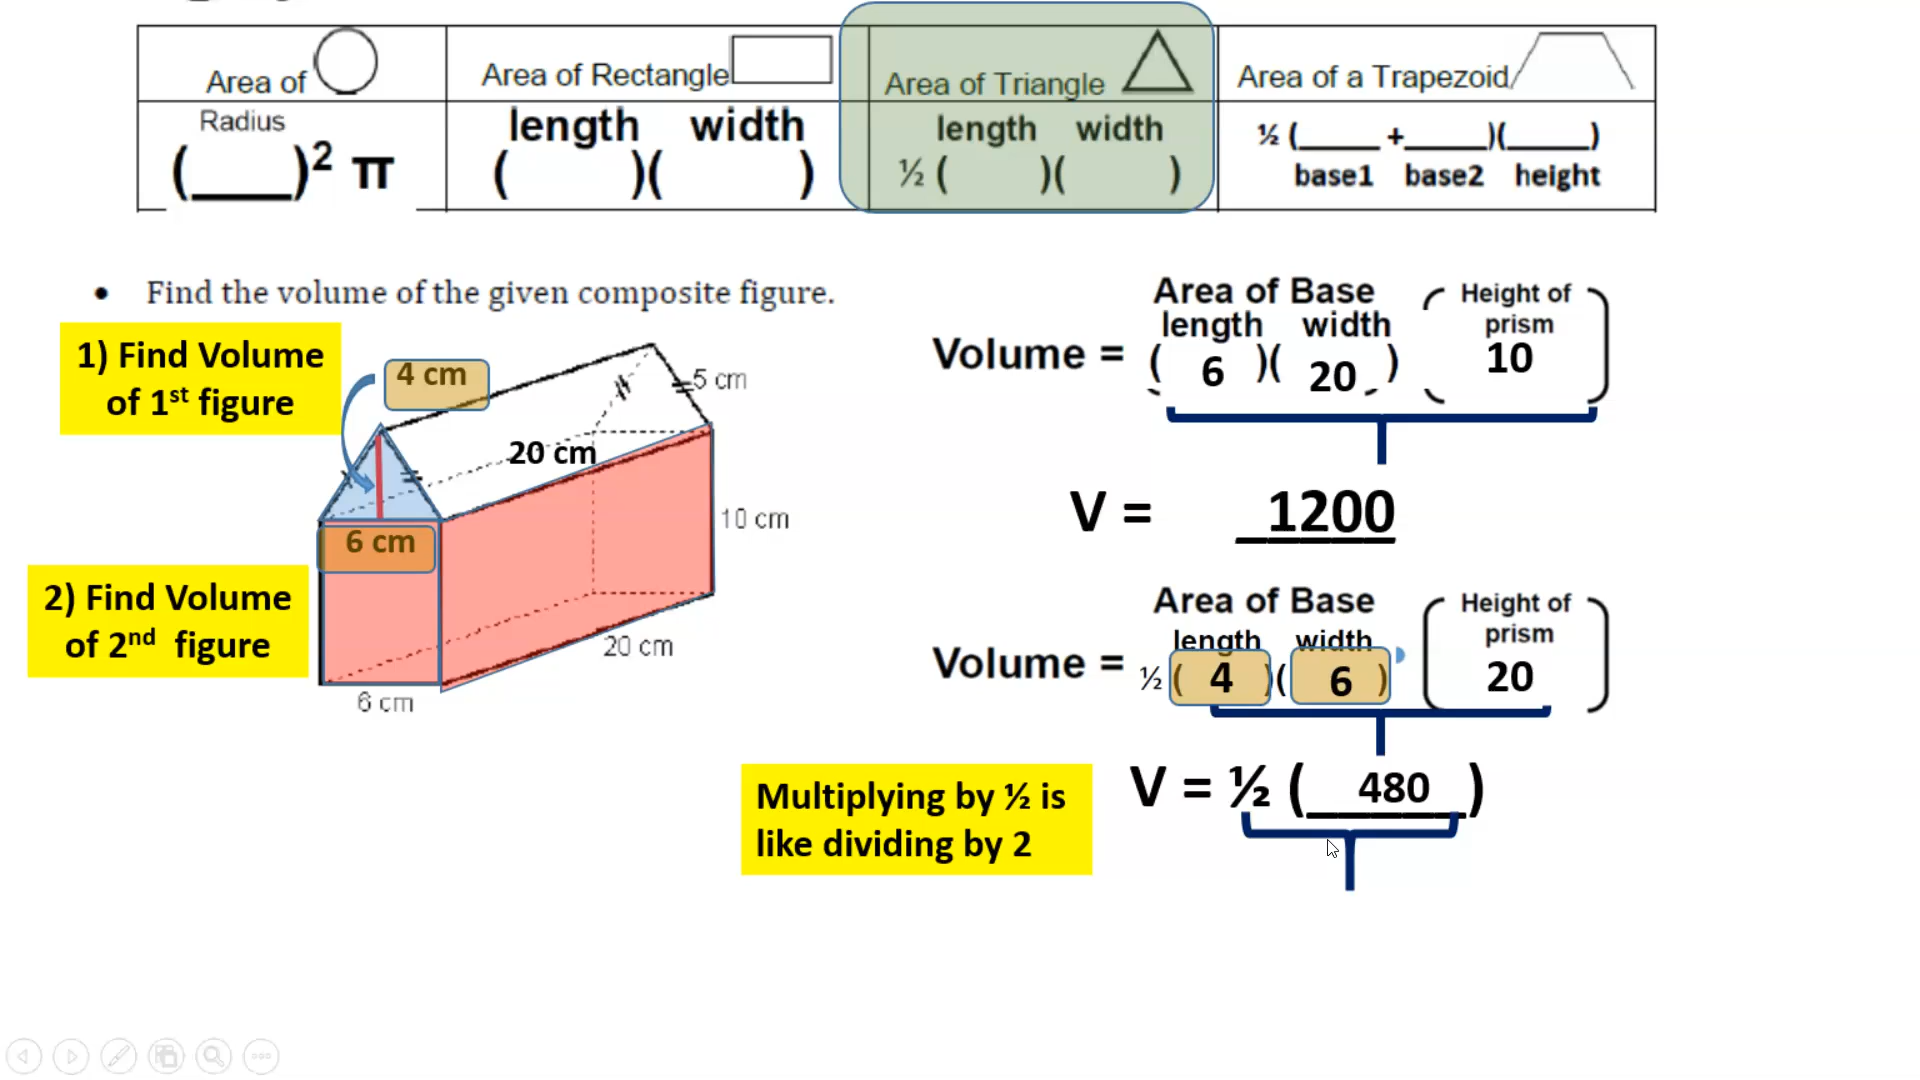 Area of
Radius
(___)² π
Area of Rectangle
length width
( )( )
Area of Triangle
length width
½ ( )( )
Area of a Trapezoid
½ (_____ +_____)(_____)
base1 base2 height
• Find the volume of the given composite figure.
1) Find Volume
of 1st figure
4 cm
5 cm
20 cm
10 cm
6 cm
2) Find Volume
of 2nd figure
20 cm
6 cm
Area of Base
length width
Volume = ( 6 )( 20 )
Height of
prism
10
V = 1200
Area of Base
length width
Volume = ½ ( 4 )( 6 )
Height of
prism
20
V = ½ ( 480 )
Multiplying by ½ is
like dividing by 2